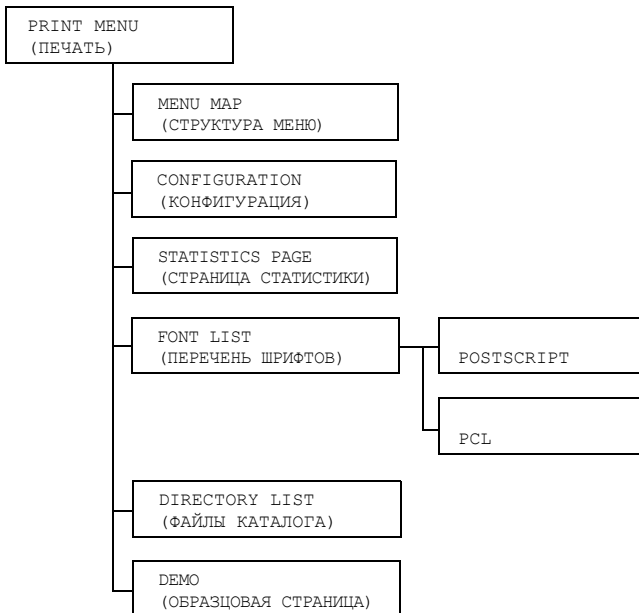 PRINT MENU
(ПЕЧАТЬ)
MENU MAP
(СТРУКТУРА МЕНЮ)
CONFIGURATION
(КОНФИГУРАЦИЯ)
STATISTICS PAGE
(СТРАНИЦА СТАТИСТИКИ)
FONT LIST
(ПЕРЕЧЕНЬ ШРИФТОВ)
POSTSCRIPT
PCL
DIRECTORY LIST
(ФАЙЛЫ КАТАЛОГА)
DEMO
(ОБРАЗЦОВАЯ СТРАНИЦА)